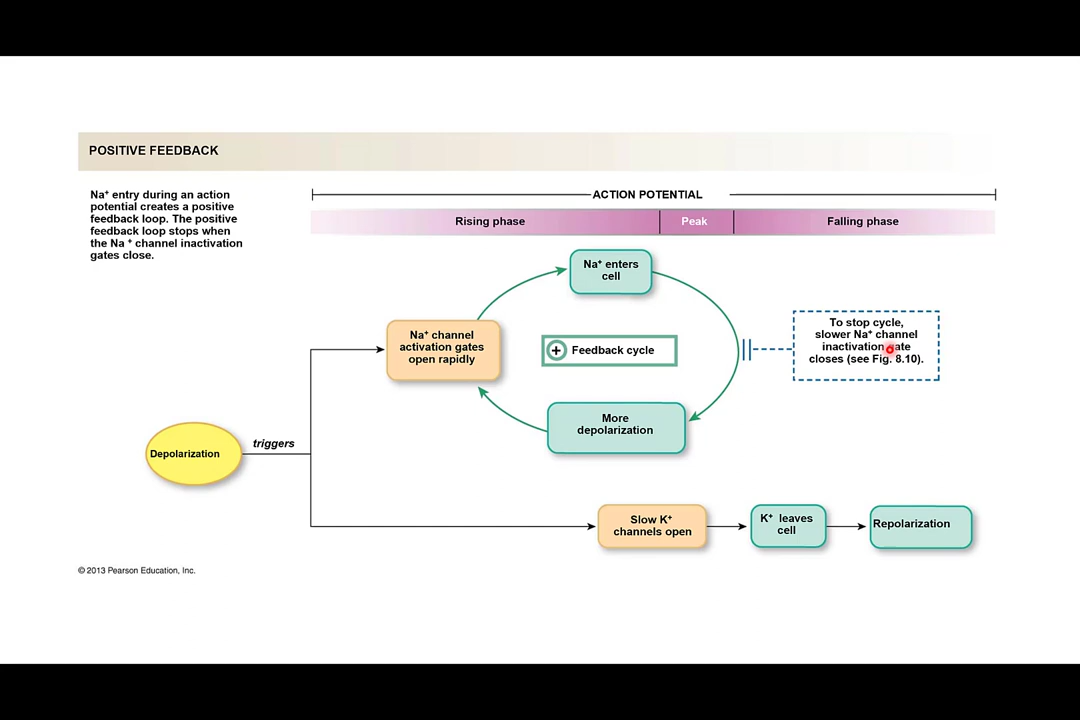 POSITIVE FEEDBACK
Na⁺ entry during an action
potential creates a positive
feedback loop. The positive
feedback loop stops when
the Na ⁺ channel inactivation
gates close.
ACTION POTENTIAL
Rising phase
Peak
Falling phase
Na⁺ enters
cell
Na⁺ channel
activation gates
open rapidly
+ Feedback cycle
To stop cycle,
slower Na⁺ channel
inactivation gate
closes (see Fig. 8.10).
More
depolarization
Depolarization
triggers
Slow K⁺
channels open
K⁺ leaves
cell
Repolarization
© 2013 Pearson Education, Inc.